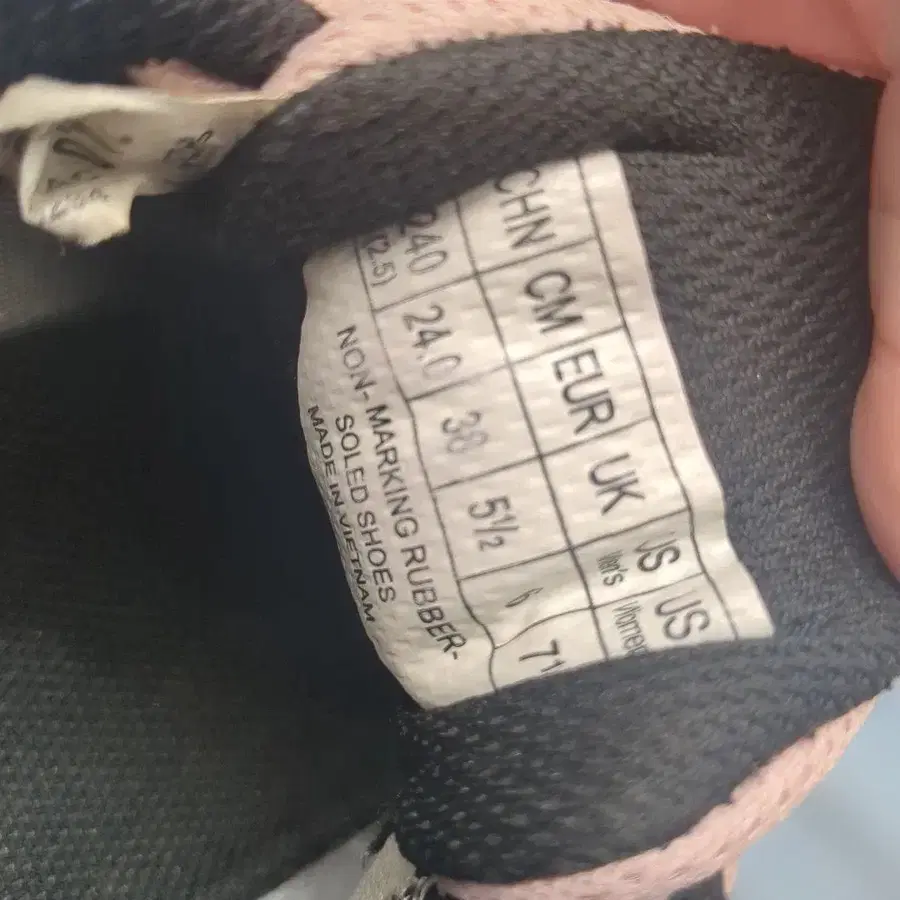 CHN CM EUR UK US US
Men's Women
240 24.0 38 5½ 6 7
(2.5)
NON-MARKING RUBBER-
SOLED SHOES
MADE IN VIETNAM